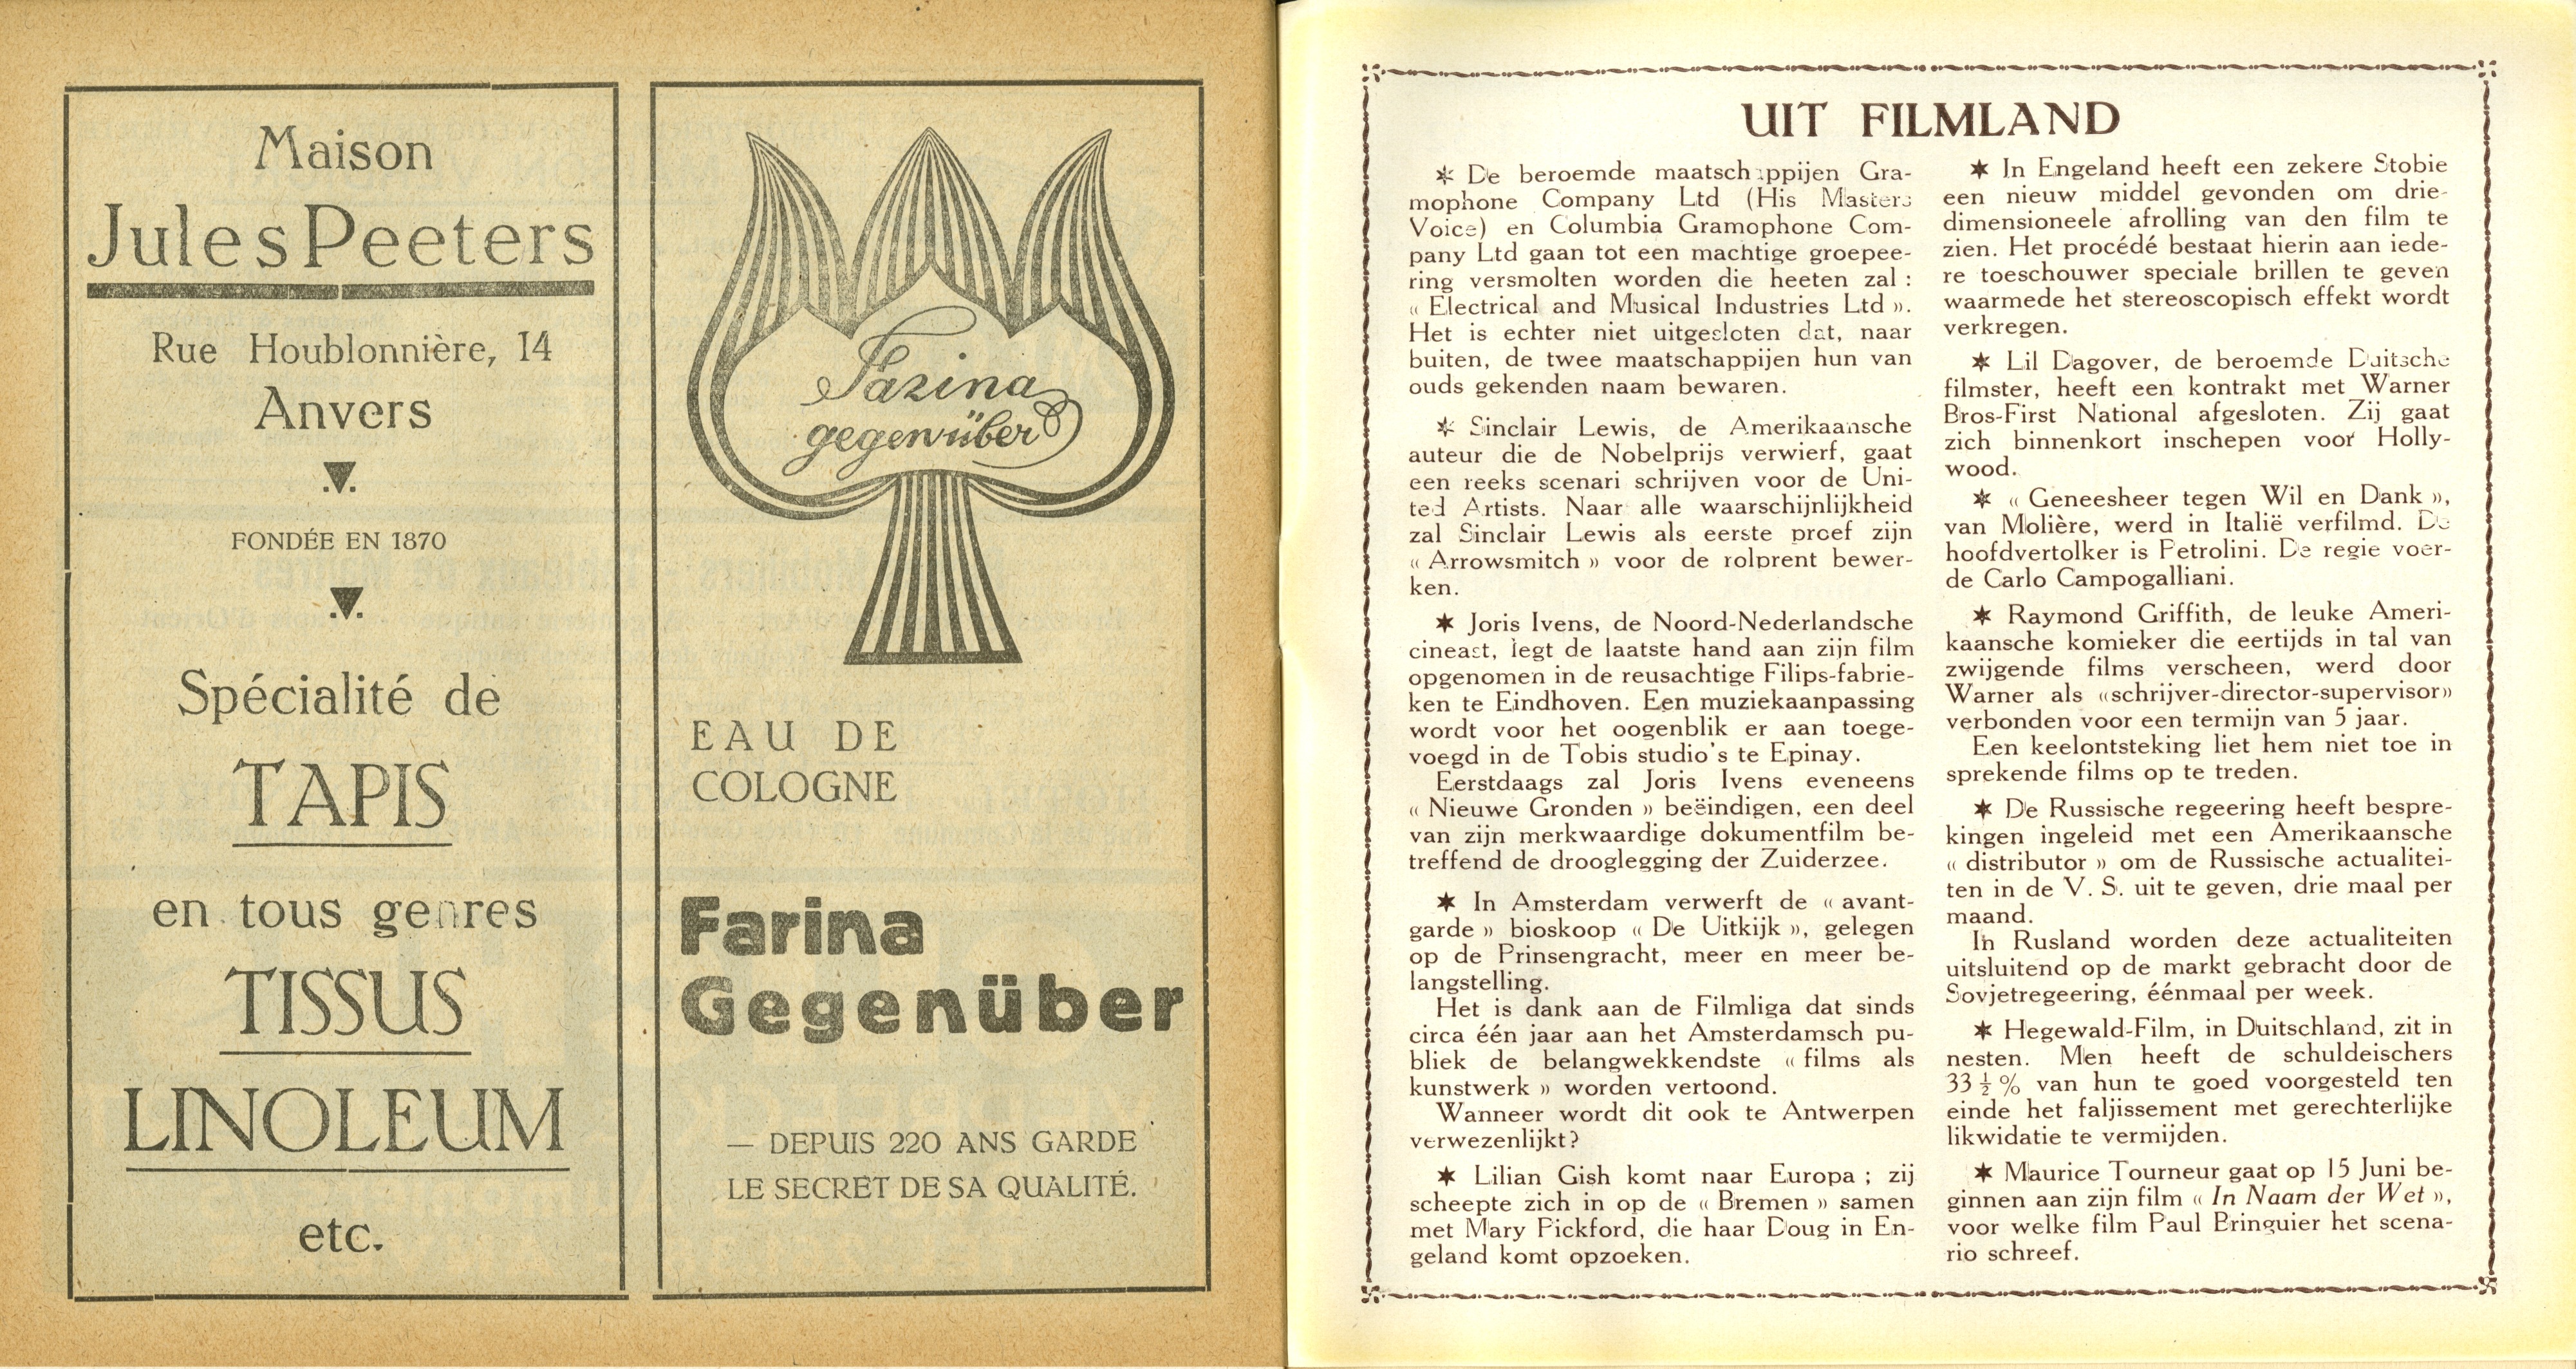 Maison
Jules Peeters
Rue Houblonnière, 14
Anvers
FONDÉE EN 1870
Spécialité de
TAPIS
en tous genres
TISSUS
LINOLEUM
etc.
Farina
gegenüber
EAU DE
COLOGNE
Farina
Gegenüber
— DEPUIS 220 ANS GARDE
LE SECRET DE SA QUALITÉ.
UIT FILMLAND
✶ De beroemde maatschappijen Gra-
mophone Company Ltd (His Masters
Voice) en Columbia Gramophone Com-
pany Ltd gaan tot een machtige groepee-
ring versmolten worden die heeten zal :
« Electrical and Musical Industries Ltd ».
Het is echter niet uitgesloten dat, naar
buiten, de twee maatschappijen hun van
ouds gekenden naam bewaren.
✶ Sinclair Lewis, de Amerikaansche
auteur die de Nobelprijs verwierf, gaat
een reeks scenari schrijven voor de Uni-
ted Artists. Naar alle waarschijnlijkheid
zal Sinclair Lewis als eerste proef zijn
« Arrowsmitch » voor de rolprent bewer-
ken.
✶ Joris Ivens, de Noord-Nederlandsche
cineast, legt de laatste hand aan zijn film
opgenomen in de reusachtige Filips-fabrie-
ken te Eindhoven. Een muziekaanpassing
wordt voor het oogenblik er aan toege-
voegd in de Tobis studio's te Epinay.
Eerstdaags zal Joris Ivens eveneens
« Nieuwe Gronden » beëindigen, een deel
van zijn merkwaardige dokumentfilm be-
treffend de drooglegging der Zuiderzee.
✶ In Amsterdam verwerft de « avant-
garde » bioskoop « De Uitkijk », gelegen
op de Prinsengracht, meer en meer be-
langstelling.
Het is dank aan de Filmliga dat sinds
circa één jaar aan het Amsterdamsch pu-
bliek de belangwekkendste « films als
kunstwerk » worden vertoond.
Wanneer wordt dit ook te Antwerpen
verwezenlijkt?
✶ Lilian Gish komt naar Europa ; zij
scheepte zich in op de « Bremen » samen
met Mary Pickford, die haar Doug in En-
geland komt opzoeken.
✶ In Engeland heeft een zekere Stobie
een nieuw middel gevonden om drie-
dimensioneele afrolling van den film te
zien. Het procédé bestaat hierin aan iede-
re toeschouwer speciale brillen te geven
waarmede het stereoscopisch effekt wordt
verkregen.
✶ Lil Dagover, de beroemde Duitsche
filmster, heeft een kontrakt met Warner
Bros-First National afgesloten. Zij gaat
zich binnenkort inschepen voor Holly-
wood.
✶ « Geneesheer tegen Wil en Dank »,
van Molière, werd in Italië verfilmd. De
hoofdvertolker is Petrolini. De regie voer-
de Carlo Campogalliani.
✶ Raymond Griffith, de leuke Ameri-
kaansche komieker die eertijds in tal van
zwijgende films verscheen, werd door
Warner als «schrijver-director-supervisor»
verbonden voor een termijn van 5 jaar.
Een keelontsteking liet hem niet toe in
sprekende films op te treden.
✶ De Russische regeering heeft bespre-
kingen ingeleid met een Amerikaansche
« distributor » om de Russische actualitei-
ten in de V. S. uit te geven, drie maal per
maand.
In Rusland worden deze actualiteiten
uitsluitend op de markt gebracht door de
Sovjetregeering, éénmaal per week.
✶ Hegewald-Film, in Duitschland, zit in
nesten. Men heeft de schuldeischers
33 ½ % van hun te goed voorgesteld ten
einde het faljissement met gerechterlijke
likwidatie te vermijden.
✶ Maurice Tourneur gaat op 15 Juni be-
ginnen aan zijn film « In Naam der Wet »,
voor welke film Paul Bringuier het scena-
rio schreef.